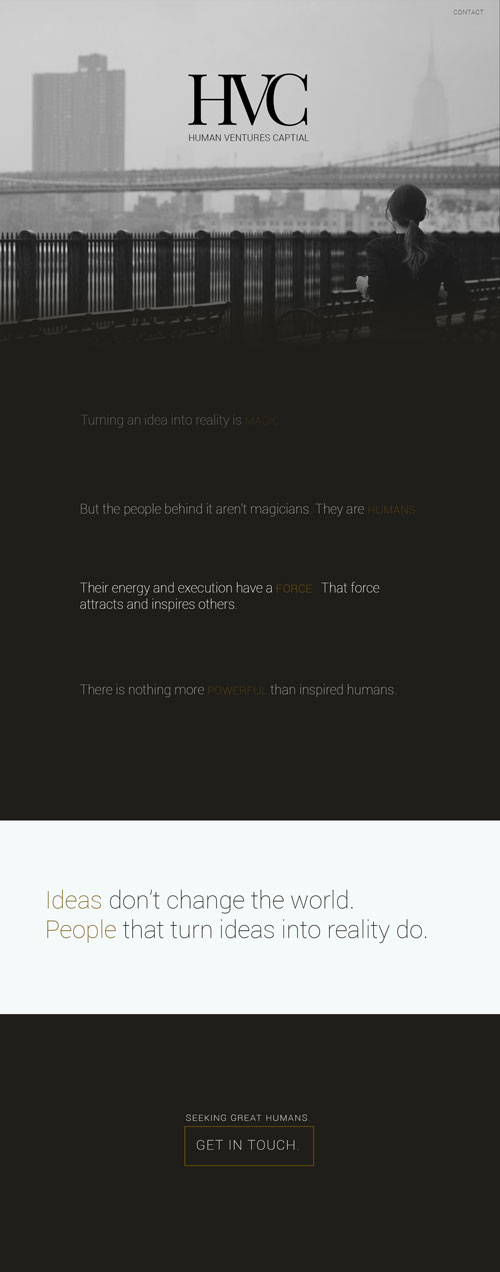 CONTACT
HVC
HUMAN VENTURES CAPTIAL
Turning an idea into reality is MAGIC
But the people behind it aren't magicians. They are HUMANS
Their energy and execution have a FORCE. That force
attracts and inspires others.
There is nothing more POWERFUL than inspired humans.
Ideas don't change the world.
People that turn ideas into reality do.
SEEKING GREAT HUMANS.
GET IN TOUCH.